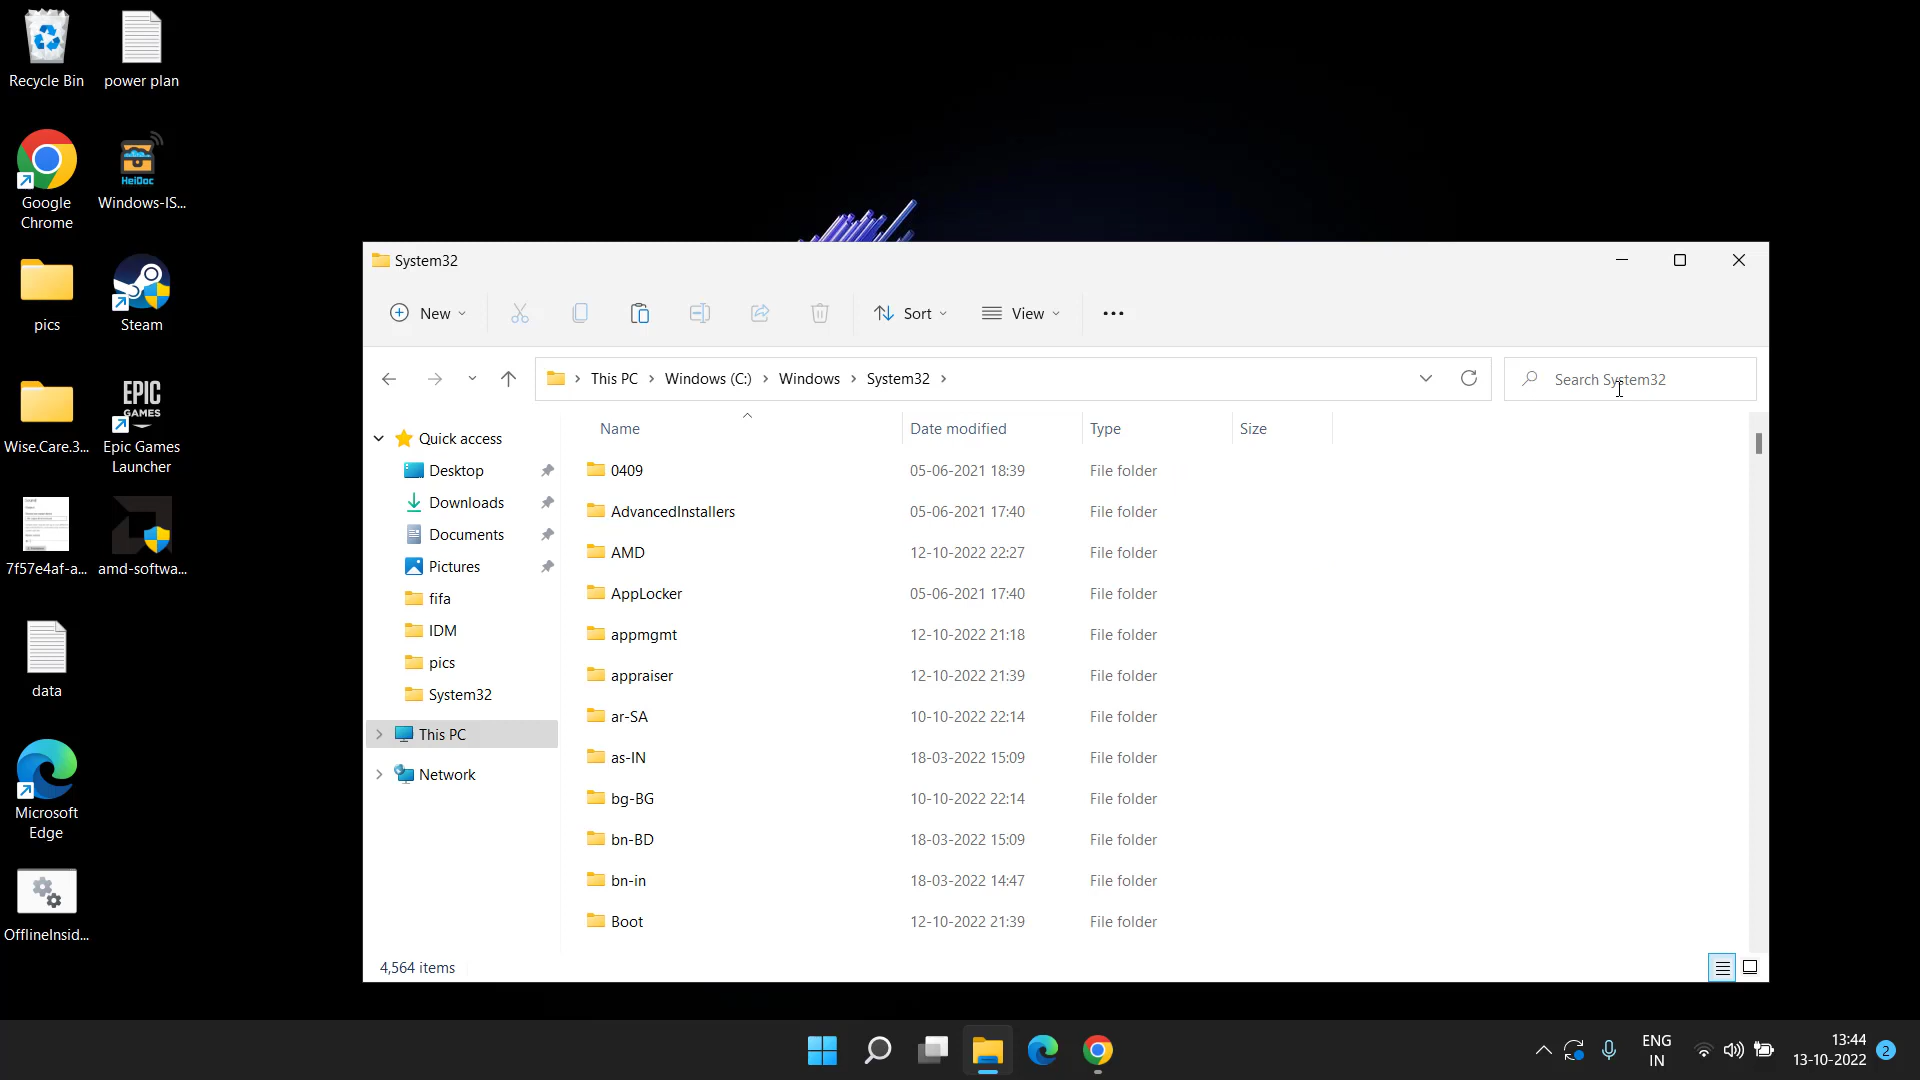 Recycle Bin
power plan
Google
Chrome
HeiDoc
Windows-IS...
pics
Steam
Wise.Care.3...
EPIC
GAMES
Epic Games
Launcher
7f57e4af-a...
amd-softwa...
data
Microsoft
Edge
OfflineInsid...
System32
New
Sort
View
This PC
Windows (C:)
Windows
System32
Search System32
Quick access
Desktop
Downloads
Documents
Pictures
fifa
IDM
pics
System32
This PC
Network
Name Date modified Type Size
0409 05-06-2021 18:39 File folder
AdvancedInstallers 05-06-2021 17:40 File folder
AMD 12-10-2022 22:27 File folder
AppLocker 05-06-2021 17:40 File folder
appmgmt 12-10-2022 21:18 File folder
appraiser 12-10-2022 21:39 File folder
ar-SA 10-10-2022 22:14 File folder
as-IN 18-03-2022 15:09 File folder
bg-BG 10-10-2022 22:14 File folder
bn-BD 18-03-2022 15:09 File folder
bn-in 18-03-2022 14:47 File folder
Boot 12-10-2022 21:39 File folder
4,564 items
ENG
IN
13:44
13-10-2022
2